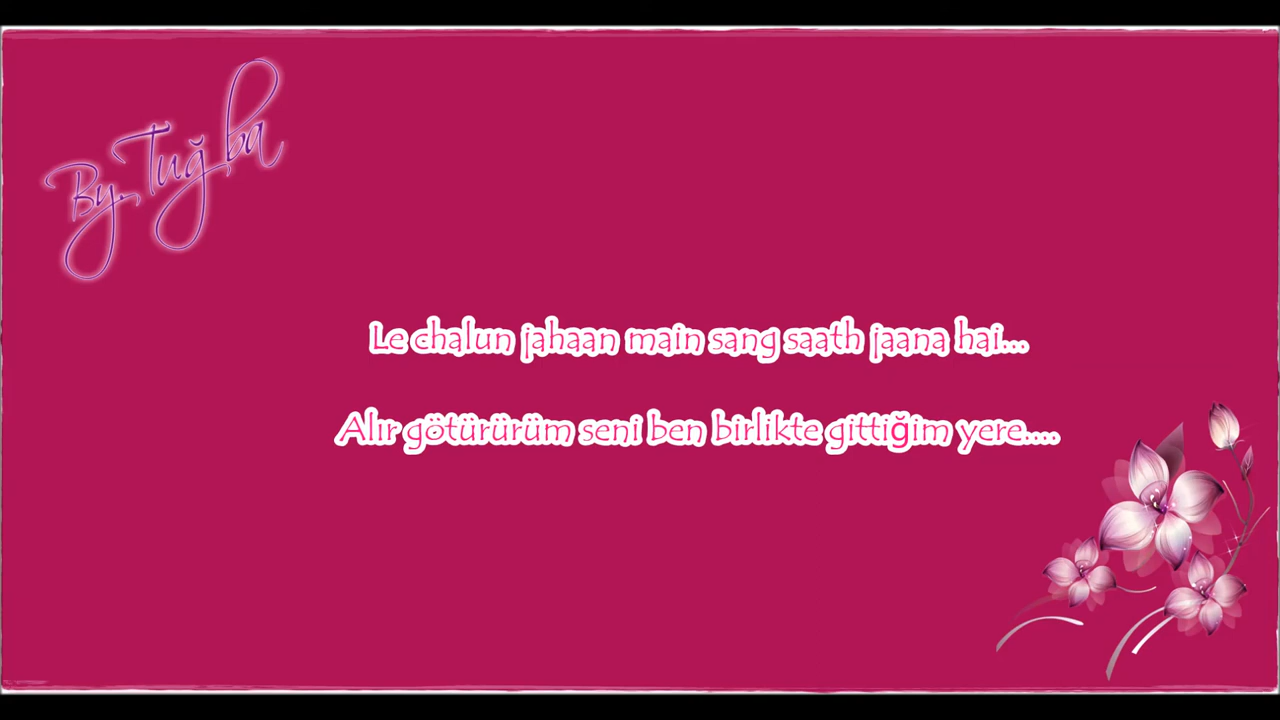 By Tuğba
Le chalun jahaan main sang saath jaana hai...
Alır götürürüm seni ben birlikte gittiğim yere....